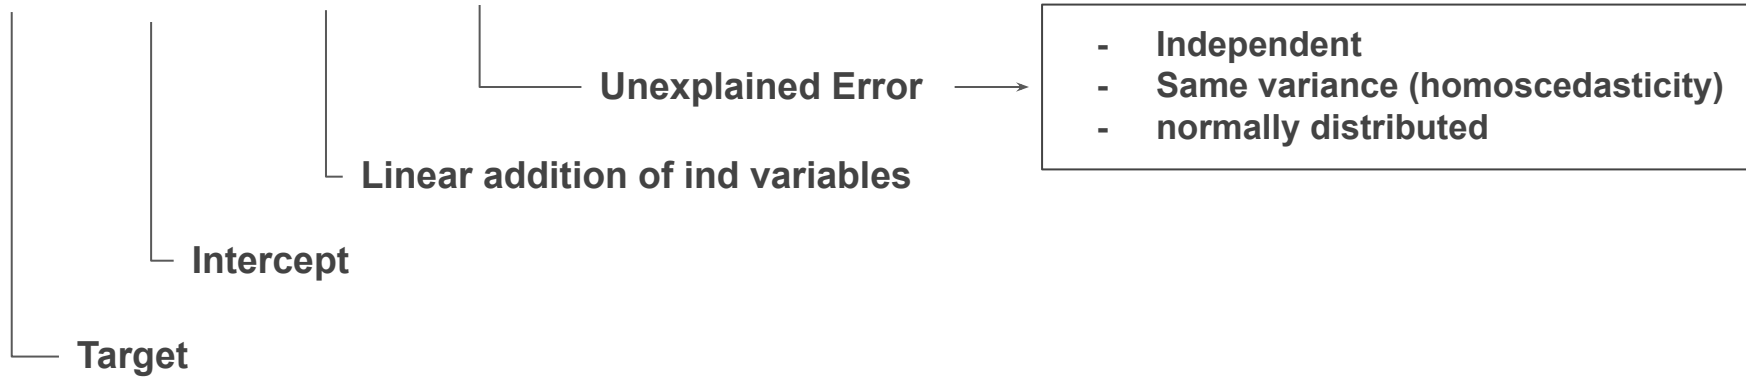 Unexplained Error
- Independent
- Same variance (homoscedasticity)
- normally distributed
Linear addition of ind variables
Intercept
Target